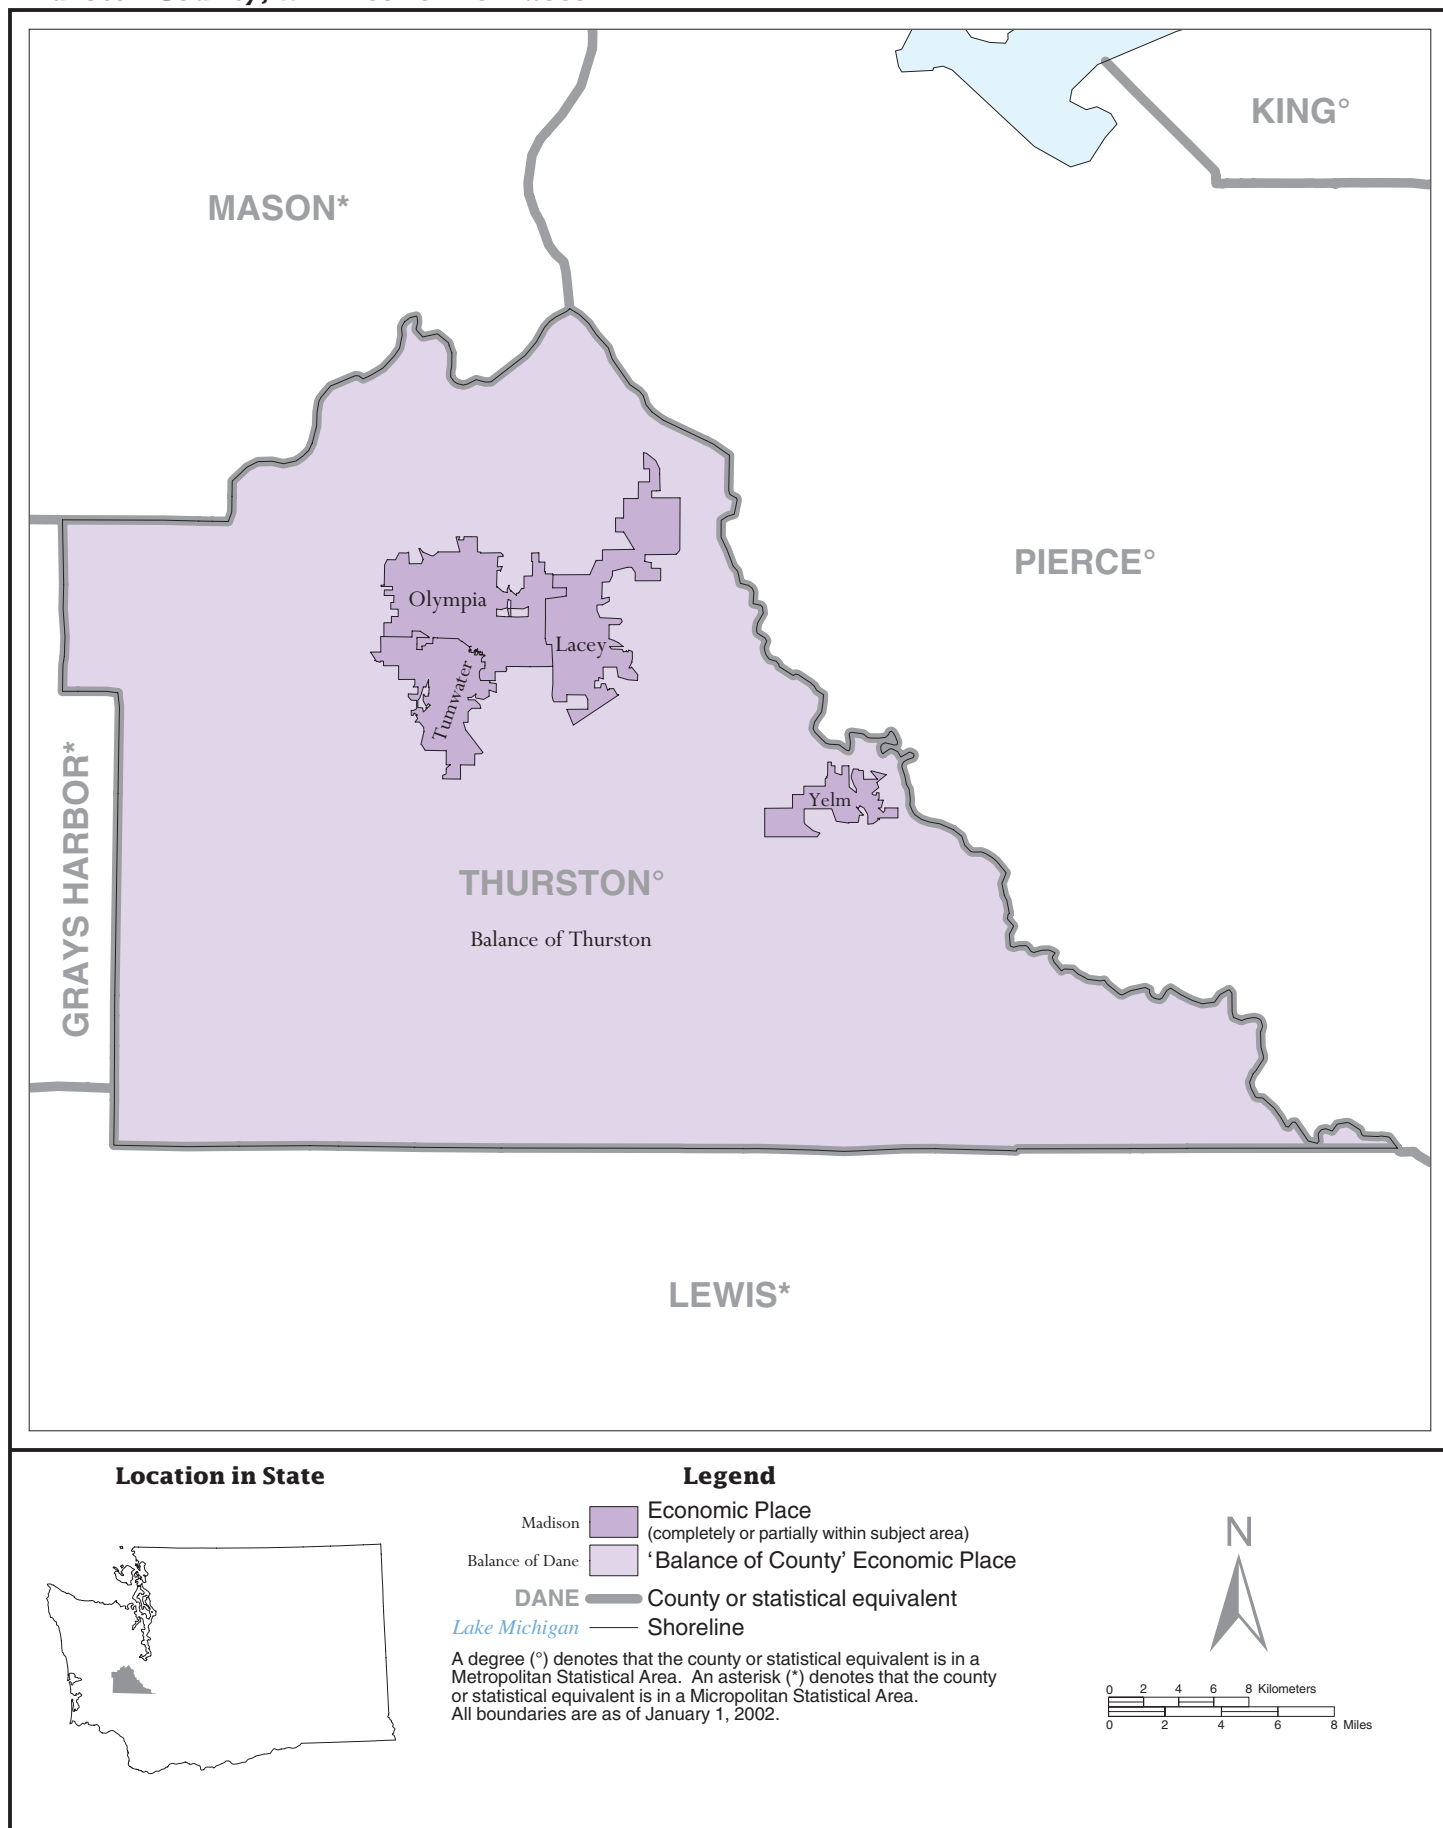 KING°
MASON*
PIERCE°
Olympia
Lacey
Tumwater
Yelm
GRAYS HARBOR*
THURSTON°
Balance of Thurston
LEWIS*
Location in State
Legend
Madison
Economic Place
(completely or partially within subject area)
Balance of Dane
‘Balance of County’ Economic Place
DANE
County or statistical equivalent
Lake Michigan
Shoreline
A degree (°) denotes that the county or statistical equivalent is in a
Metropolitan Statistical Area. An asterisk (*) denotes that the county
or statistical equivalent is in a Micropolitan Statistical Area.
All boundaries are as of January 1, 2002.
N
0 2 4 6 8 Kilometers
0 2 4 6 8 Miles